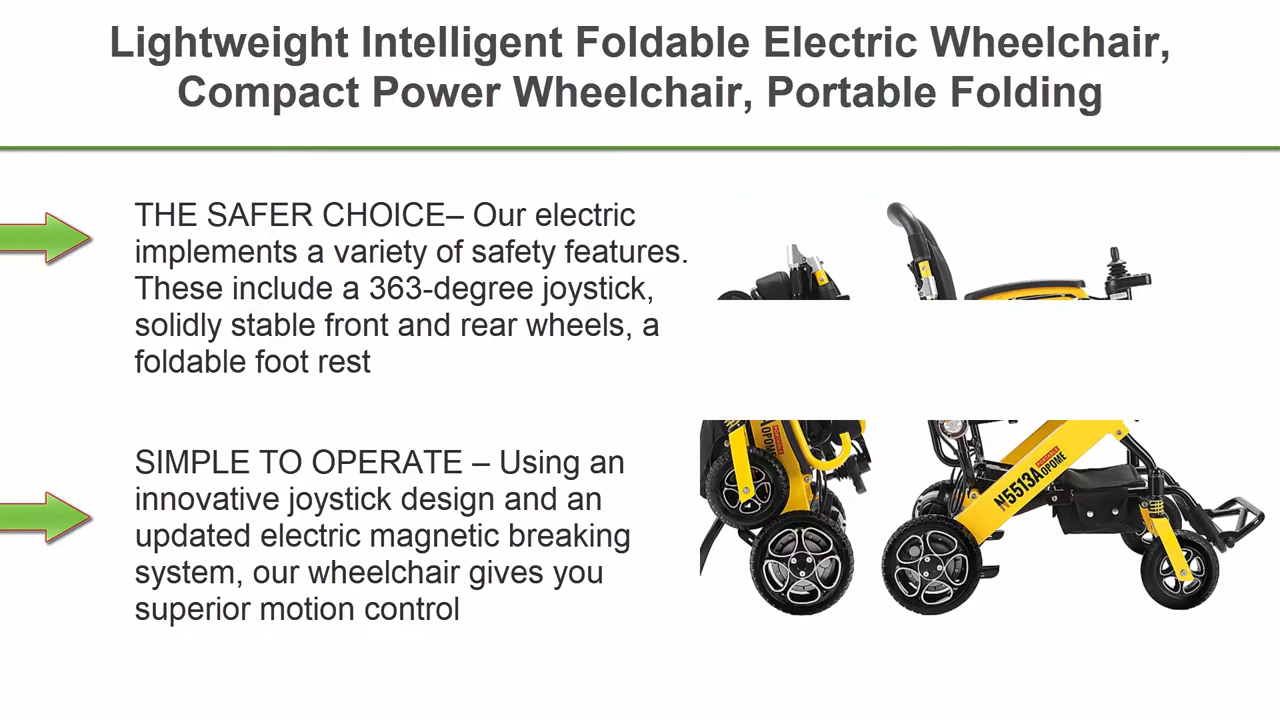 Lightweight Intelligent Foldable Electric Wheelchair,
Compact Power Wheelchair, Portable Folding
THE SAFER CHOICE– Our electric
implements a variety of safety features.
These include a 363-degree joystick,
solidly stable front and rear wheels, a
foldable foot rest
SIMPLE TO OPERATE – Using an
innovative joystick design and an
updated electric magnetic breaking
system, our wheelchair gives you
superior motion control
AOPOME
N5513A
PORTABLE
OPOME